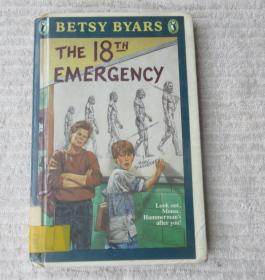 BETSY BYARS
THE 18TH
EMERGENCY
Look out,
Mouse.
Hammerman's
after you!